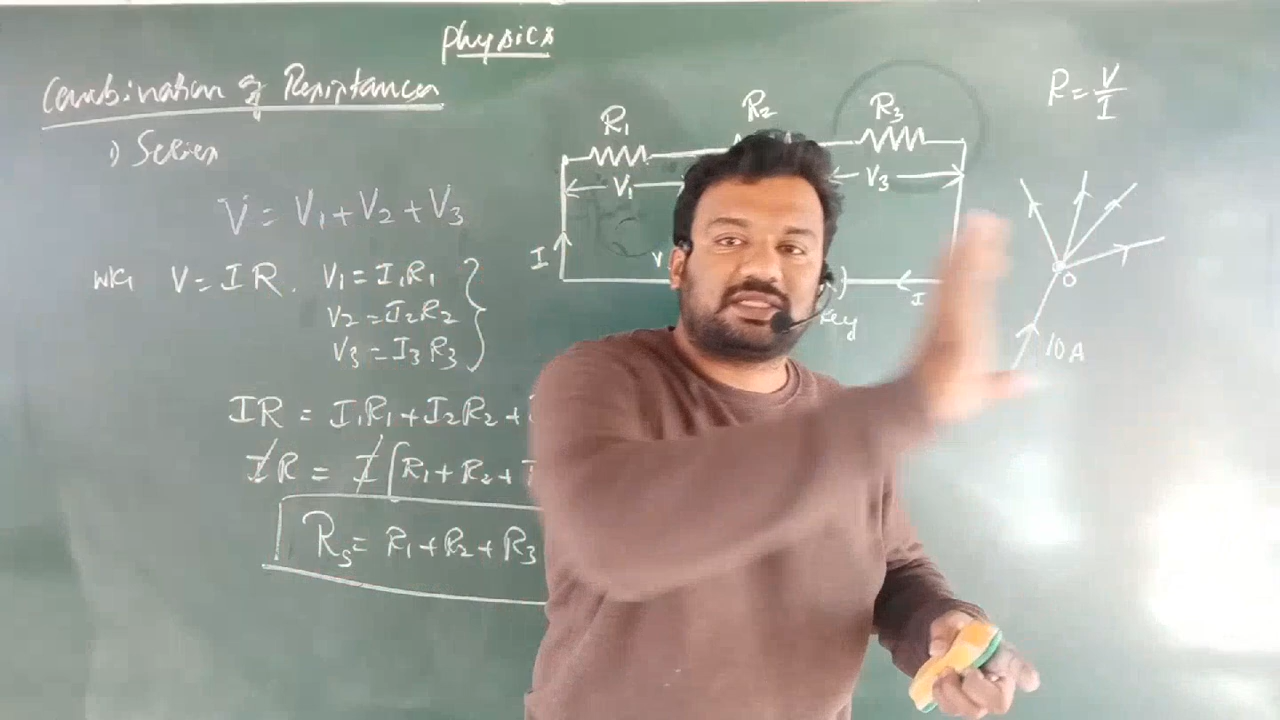 Physics
Combination of Resistances
1) Series
V = V1 + V2 + V3
WKT V = IR. V1 = I1R1
V2 = I2R2
V3 = I3R3
IR = I1R1 + I2R2 +
IR = I [R1 + R2 +
Rs = R1 + R2 + R3
R1
R2
R3
V1
V3
I
V
Key
I
R = V/I
O
10A